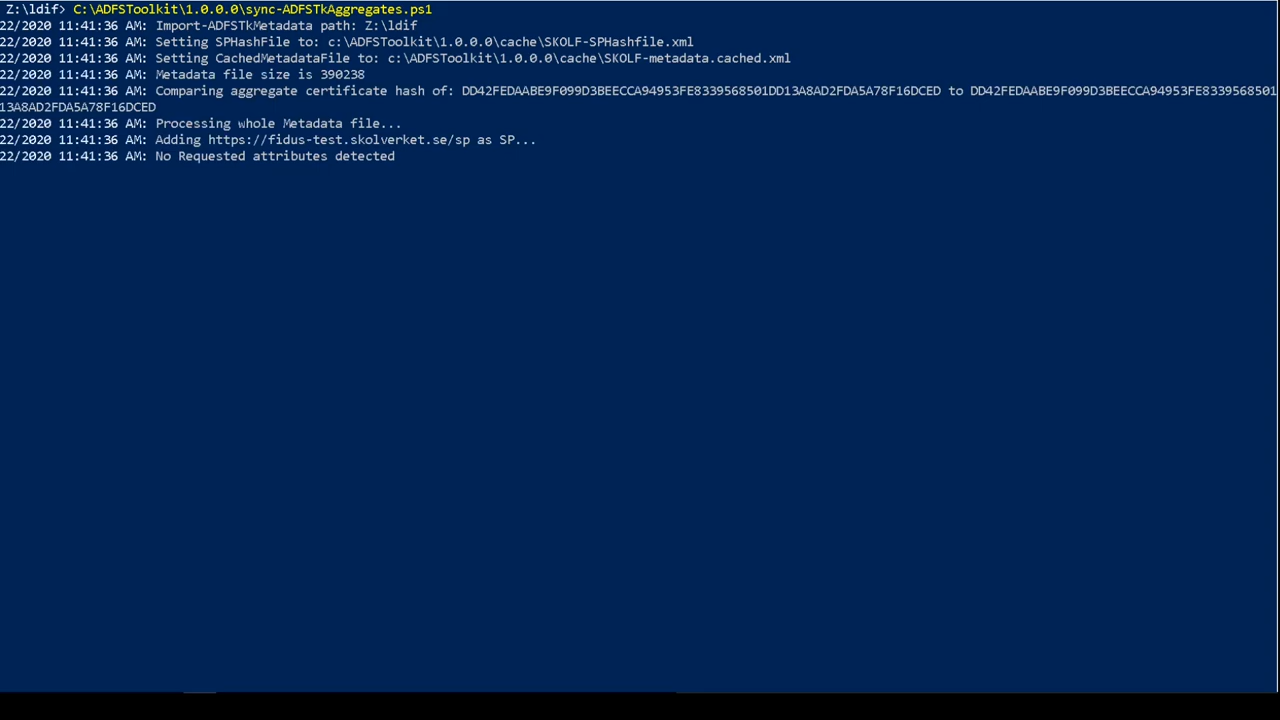 Z:\ldif> C:\ADFSToolkit\1.0.0.0\sync-ADFSTkAggregates.ps1
22/2020 11:41:36 AM: Import-ADFSTkMetadata path: Z:\ldif
22/2020 11:41:36 AM: Setting SPHashFile to: c:\ADFSToolkit\1.0.0.0\cache\SKOLF-SPHashfile.xml
22/2020 11:41:36 AM: Setting CachedMetadataFile to: c:\ADFSToolkit\1.0.0.0\cache\SKOLF-metadata.cached.xml
22/2020 11:41:36 AM: Metadata file size is 390238
22/2020 11:41:36 AM: Comparing aggregate certificate hash of: DD42FEDAABE9F099D3BEECCA94953FE8339568501DD13A8AD2FDA5A78F16DCED to DD42FEDAABE9F099D3BEECCA94953FE8339568501
13A8AD2FDA5A78F16DCED
22/2020 11:41:36 AM: Processing whole Metadata file...
22/2020 11:41:36 AM: Adding https://fidus-test.skolverket.se/sp as SP...
22/2020 11:41:36 AM: No Requested attributes detected